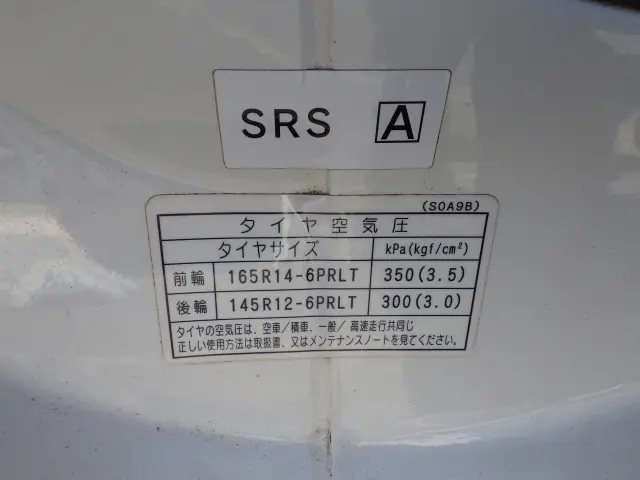 SRS A
(S0A9B)
タイヤ空気圧
タイヤサイズ kPa(kgf/cm²)
前輪 165R14-6PRLT 350(3.5)
後輪 145R12-6PRLT 300(3.0)
タイヤの空気圧は、空車/積車、一般/高速走行共同じ
正しい使用方法は取扱書、又はメンテナンスノートを見てください。